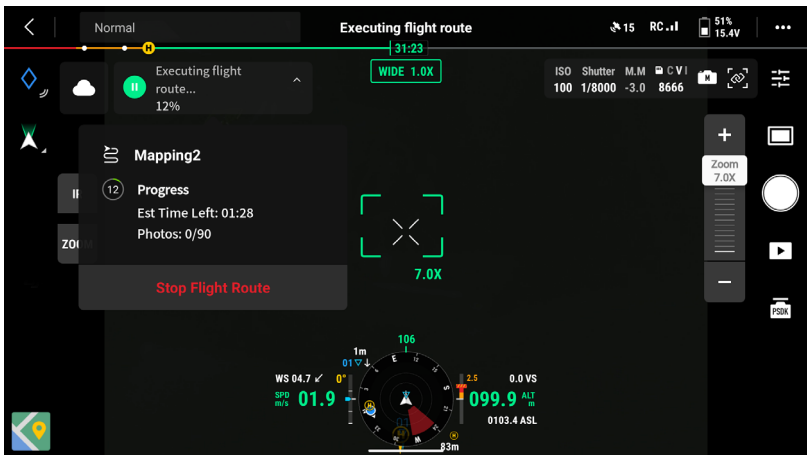 Normal
Executing flight route
15
RC
51%
15.4V
H
31:23
Executing flight
route...
12%
WIDE 1.0X
ISO Shutter M.M C V I
100 1/8000 -3.0 8666
M
Mapping2
12 Progress
Est Time Left: 01:28
Photos: 0/90
Stop Flight Route
ZOO
+
Zoom
7.0X
−
7.0X
PSDK
106
1m
01
E 12
S
W
WS 04.7
0°
SPD
m/s
01.9
2.5
0.0 VS
099.9
ALT
m
0103.4 ASL
H
83m